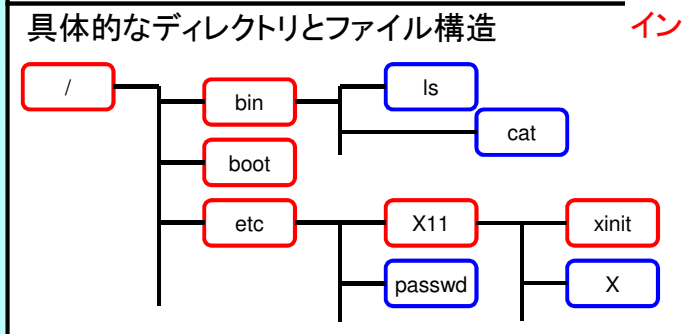 具体的なディレクトリとファイル構造
イン
/
bin
ls
cat
boot
etc
X11
xinit
passwd
X